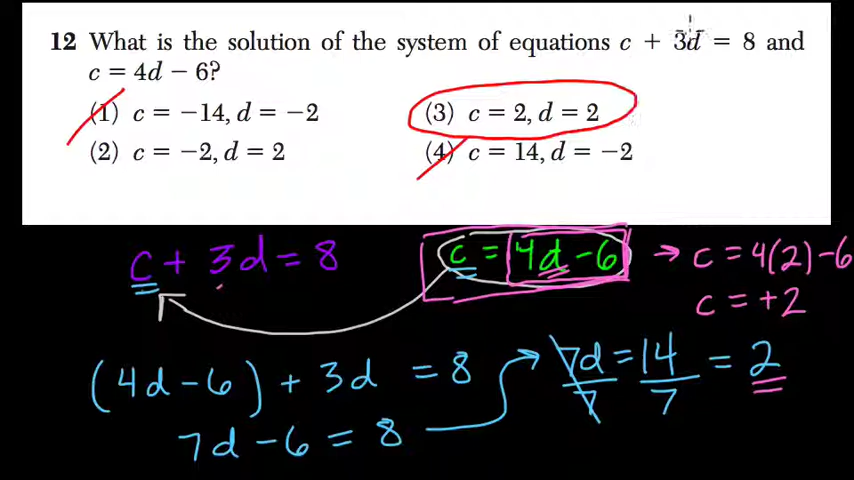 12 What is the solution of the system of equations c + 3d = 8 and
c = 4d − 6?
(1) c = −14, d = −2
(3) c = 2, d = 2
(2) c = −2, d = 2
(4) c = 14, d = −2
c + 3d = 8
c = 4d − 6 → c = 4(2) − 6
c = +2
(4d − 6) + 3d = 8
7d − 6 = 8
7d/7 = 14/7 = 2